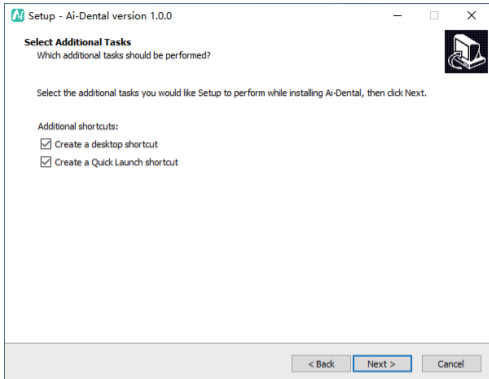 Setup - Ai-Dental version 1.0.0
Select Additional Tasks
Which additional tasks should be performed?
Select the additional tasks you would like Setup to perform while installing Ai-Dental, then click Next.
Additional shortcuts:
Create a desktop shortcut
Create a Quick Launch shortcut
< Back Next > Cancel